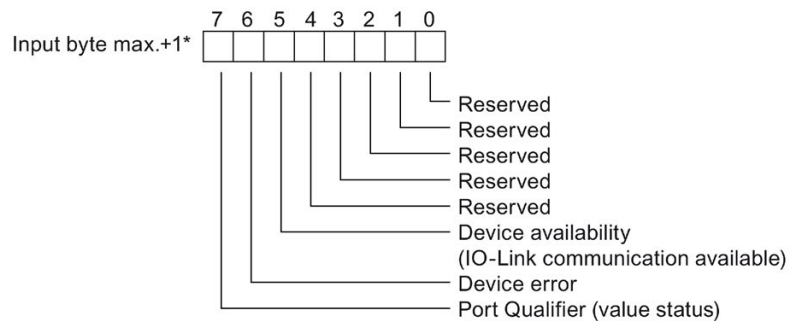 7 6 5 4 3 2 1 0
Input byte max.+1*
Reserved
Reserved
Reserved
Reserved
Reserved
Device availability
(IO-Link communication available)
Device error
Port Qualifier (value status)